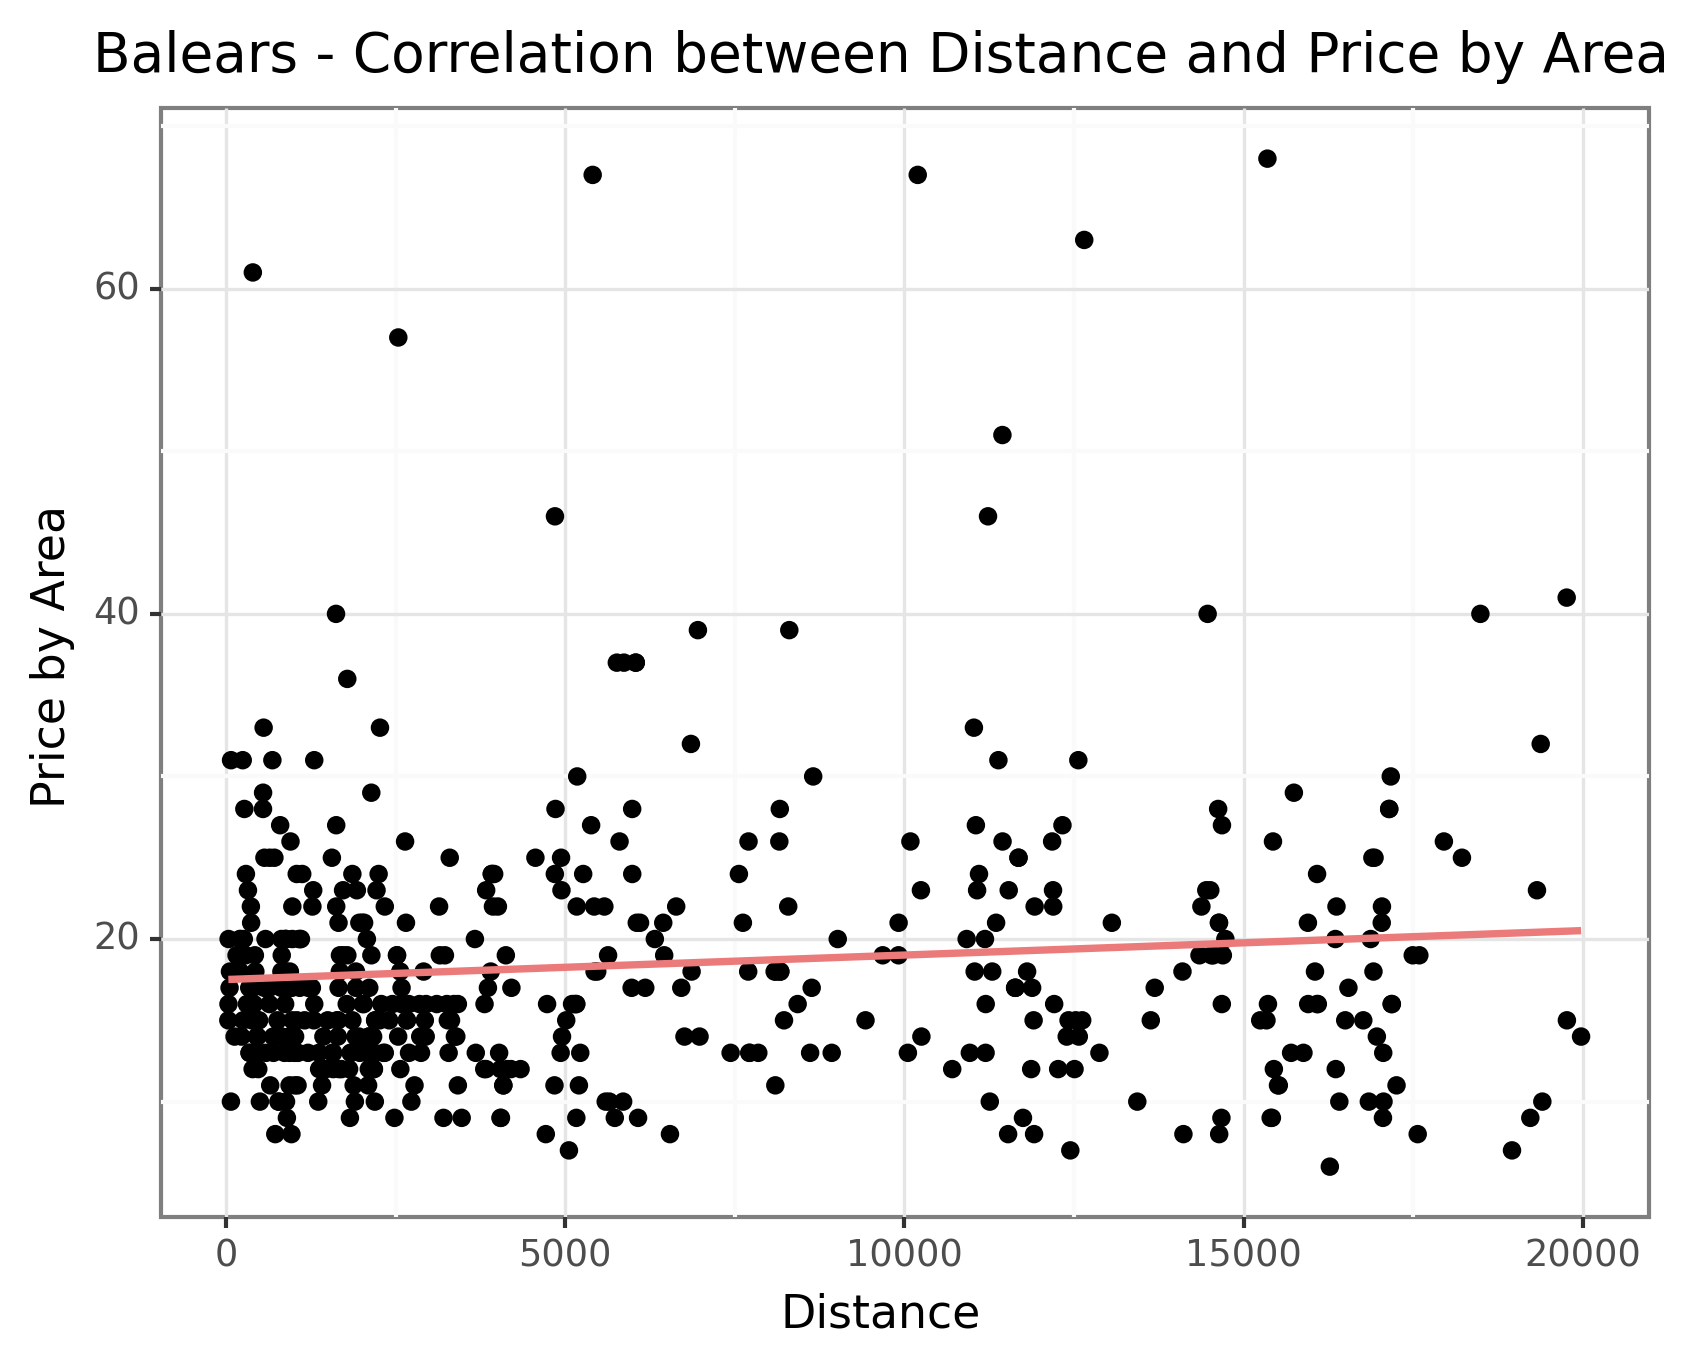 Balears - Correlation between Distance and Price by Area
Price by Area
60
40
20
0
5000
10000
15000
20000
Distance